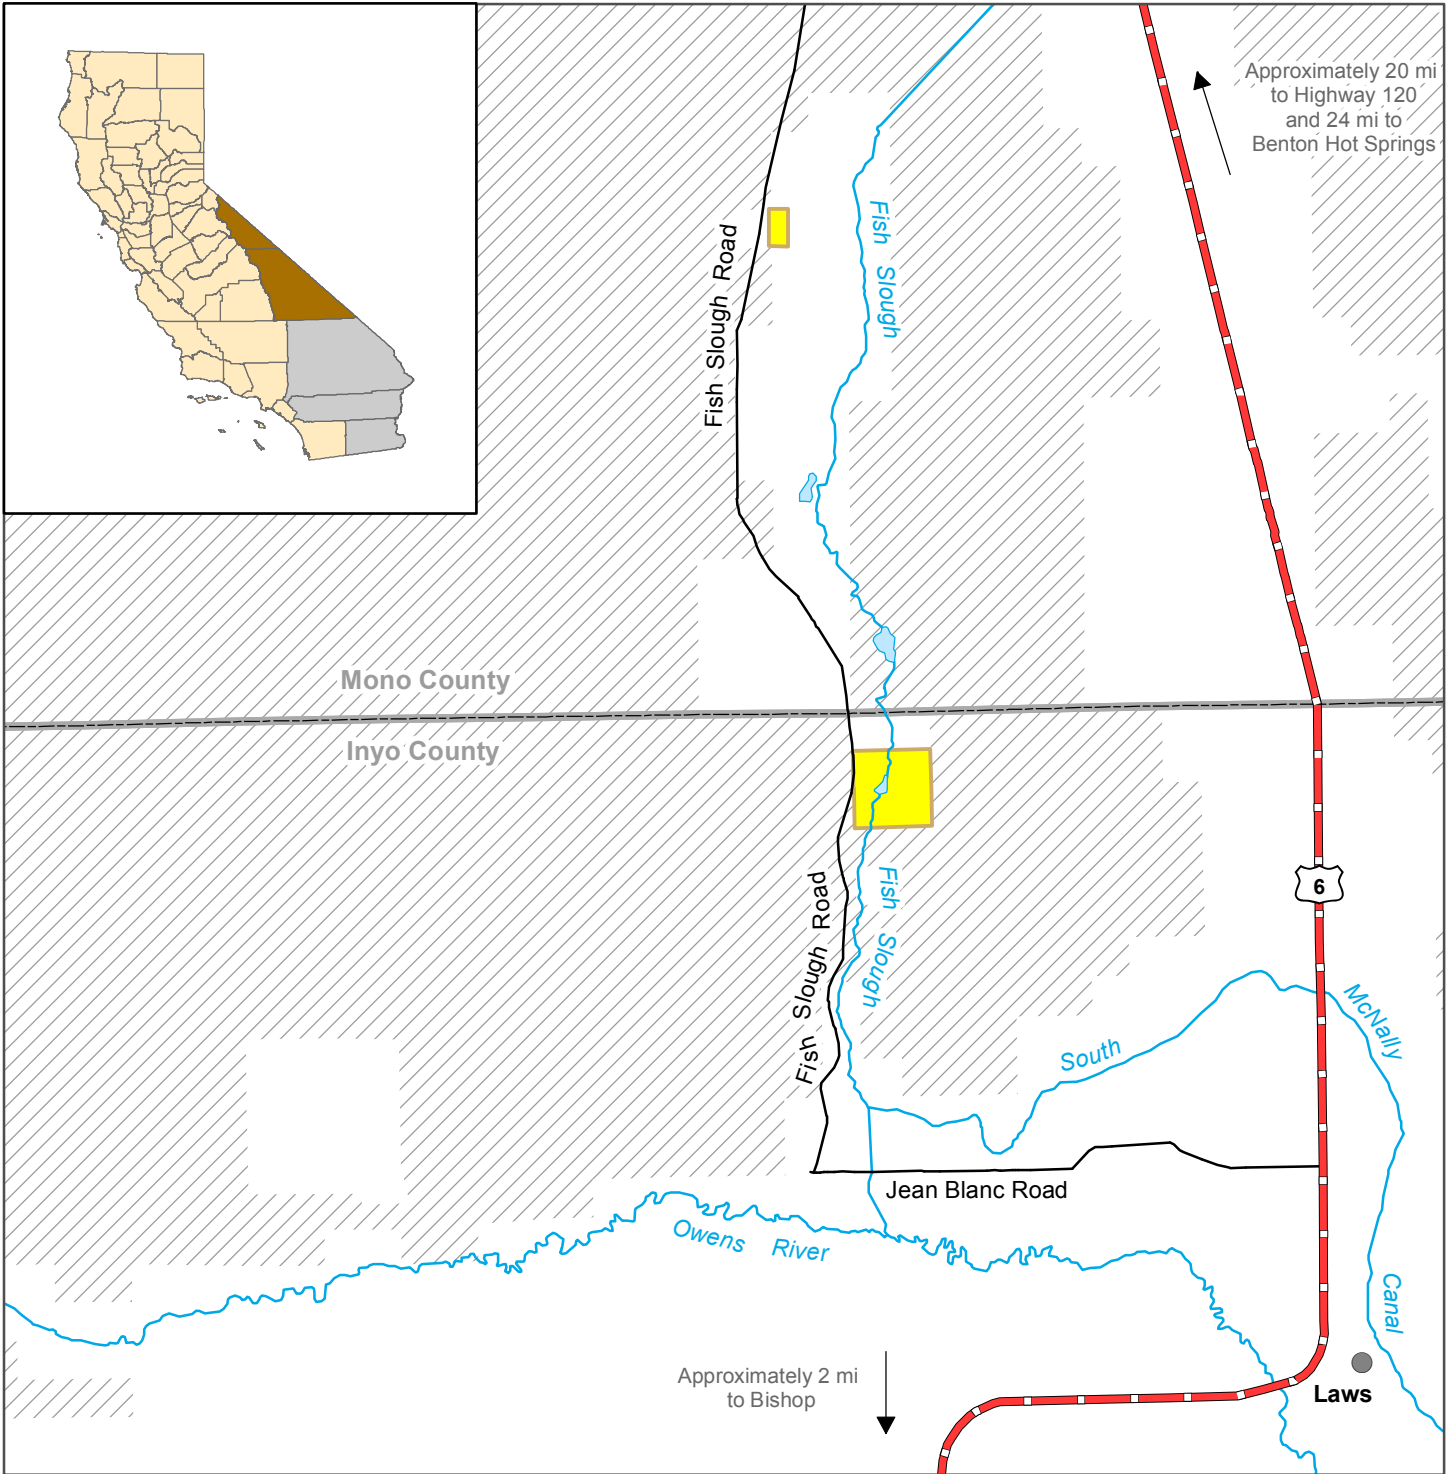 Approximately 20 mi
to Highway 120
and 24 mi to
Benton Hot Springs
Fish Slough
Fish Slough Road
Mono County
Inyo County
6
Fish Slough Road
Fish Slough
South McNally Canal
Jean Blanc Road
Owens River
Approximately 2 mi
to Bishop
Laws